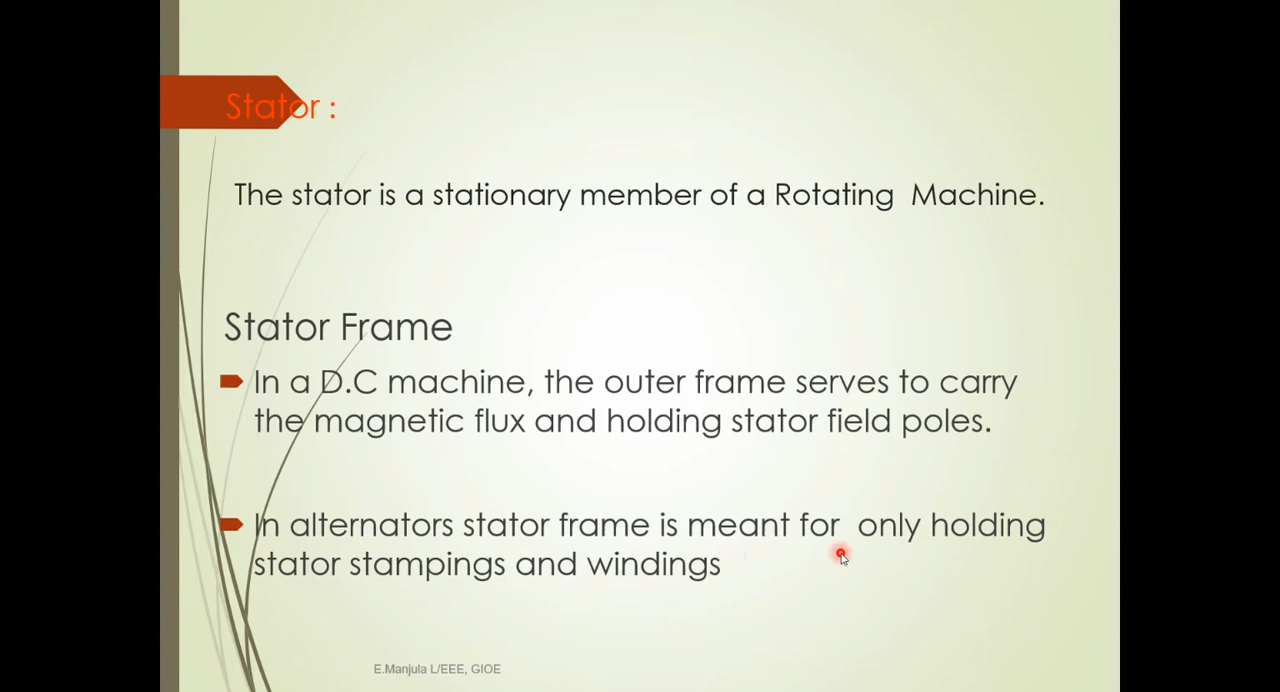 Stator :
The stator is a stationary member of a Rotating  Machine.
Stator Frame
In a D.C machine, the outer frame serves to carry
the magnetic flux and holding stator field poles.
In alternators stator frame is meant for  only holding
stator stampings and windings
E.Manjula L/EEE, GIOE